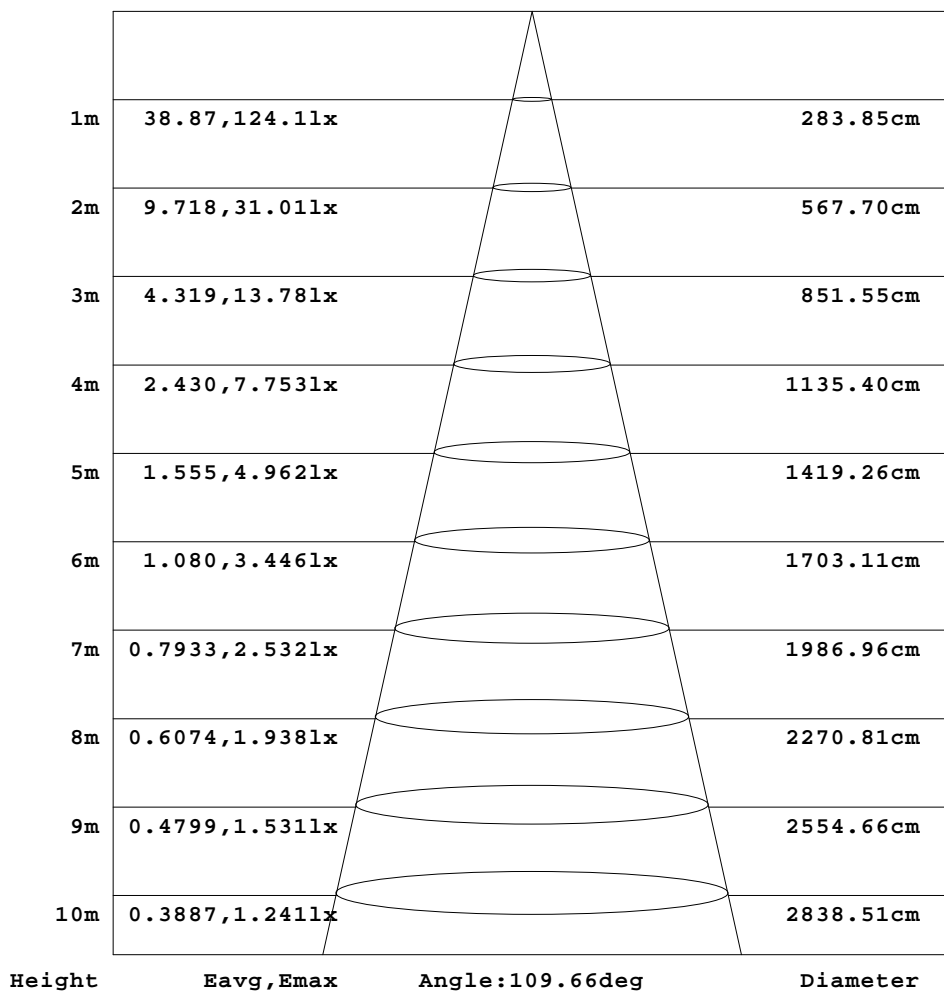 1m 38.87,124.1lx 283.85cm
2m 9.718,31.01lx 567.70cm
3m 4.319,13.78lx 851.55cm
4m 2.430,7.753lx 1135.40cm
5m 1.555,4.962lx 1419.26cm
6m 1.080,3.446lx 1703.11cm
7m 0.7933,2.532lx 1986.96cm
8m 0.6074,1.938lx 2270.81cm
9m 0.4799,1.531lx 2554.66cm
10m 0.3887,1.241lx 2838.51cm
Height Eavg,Emax Angle:109.66deg Diameter